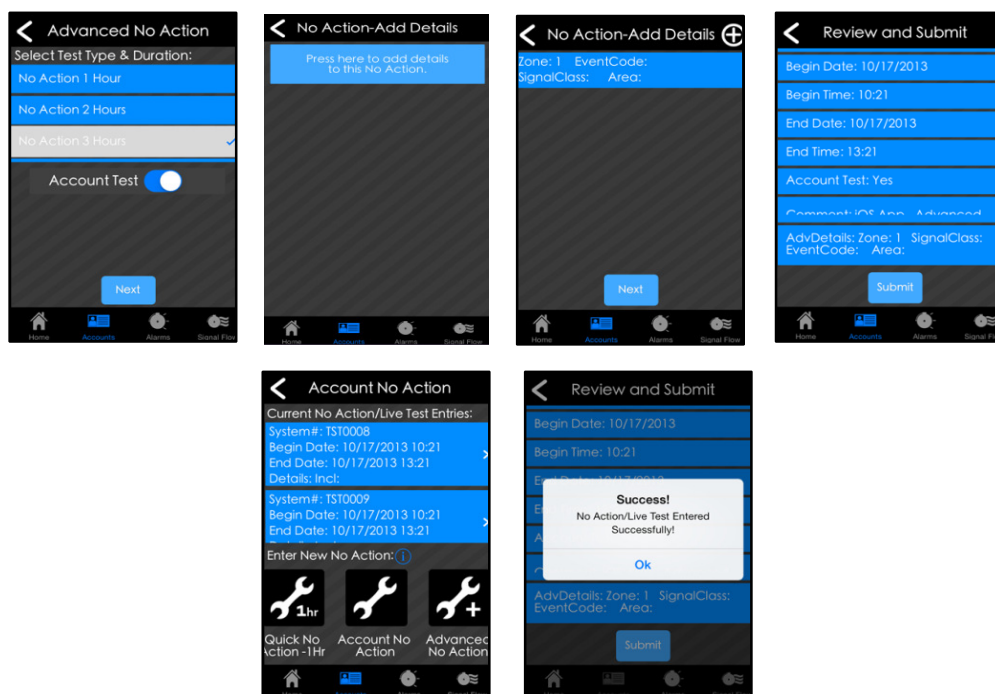 Advanced No Action
Select Test Type & Duration:
No Action 1 Hour
No Action 2 Hours
No Action 3 Hours
Account Test
Next
Home Accounts Alarms Signal Flow
No Action-Add Details
Press here to add details
to this No Action.
Home Accounts Alarms Signal Flow
No Action-Add Details
Zone: 1 EventCode:
SignalClass: Area:
Next
Home Accounts Alarms Signal Flow
Review and Submit
Begin Date: 10/17/2013
Begin Time: 10:21
End Date: 10/17/2013
End Time: 13:21
Account Test: Yes
Comment: iOS App Advanced
AdvDetails: Zone: 1 SignalClass:
EventCode: Area:
Submit
Home Accounts Alarms Signal Flo
Account No Action
Current No Action/Live Test Entries:
System#: TST0008
Begin Date: 10/17/2013 10:21
End Date: 10/17/2013 13:21
Details: Incl:
System#: TST0009
Begin Date: 10/17/2013 10:21
End Date: 10/17/2013 13:21
Enter New No Action:
1hr
Quick No Account No Advanced
Action -1Hr Action No Action
Review and Submit
Begin Date: 10/17/2013
Begin Time: 10:21
Success!
No Action/Live Test Entered
Successfully!
Ok
AdvDetails: Zone: 1 SignalClass:
EventCode: Area:
Submit